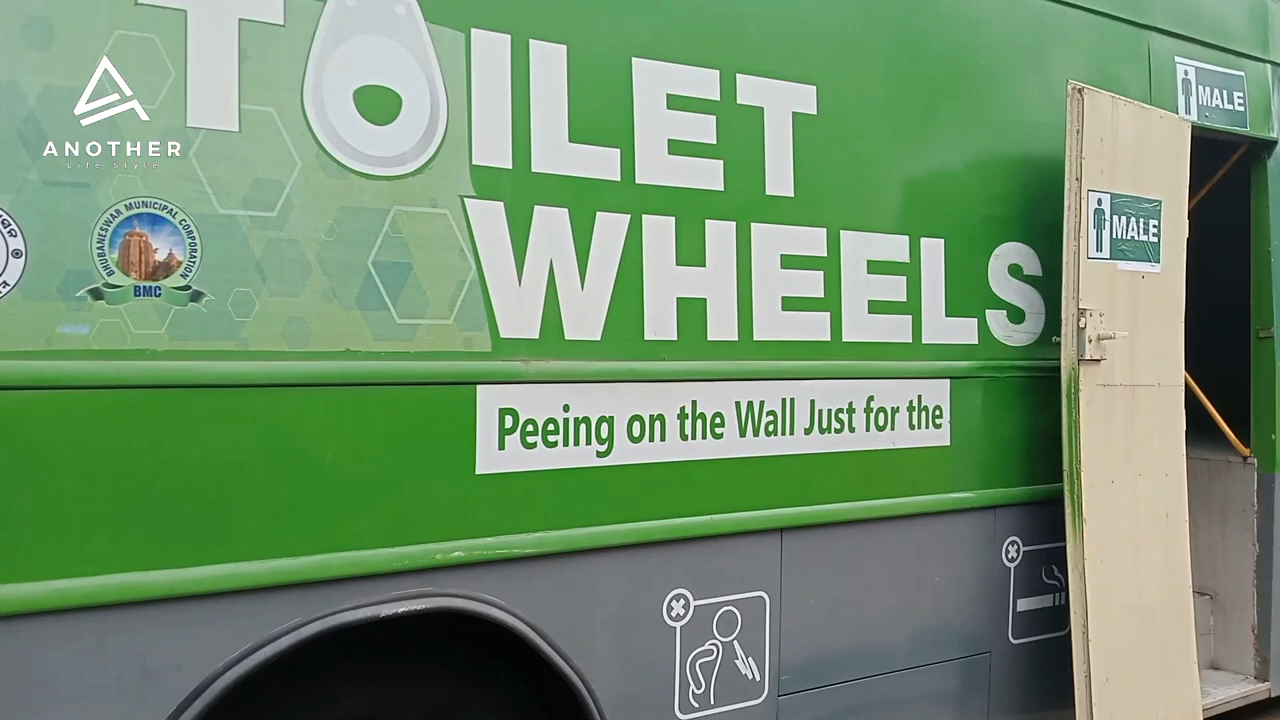 TOILET
WHEELS
Peeing on the Wall Just for the
MALE
MALE
BHUBANESWAR MUNICIPAL CORPORATION
BMC
ANOTHER
Life Style